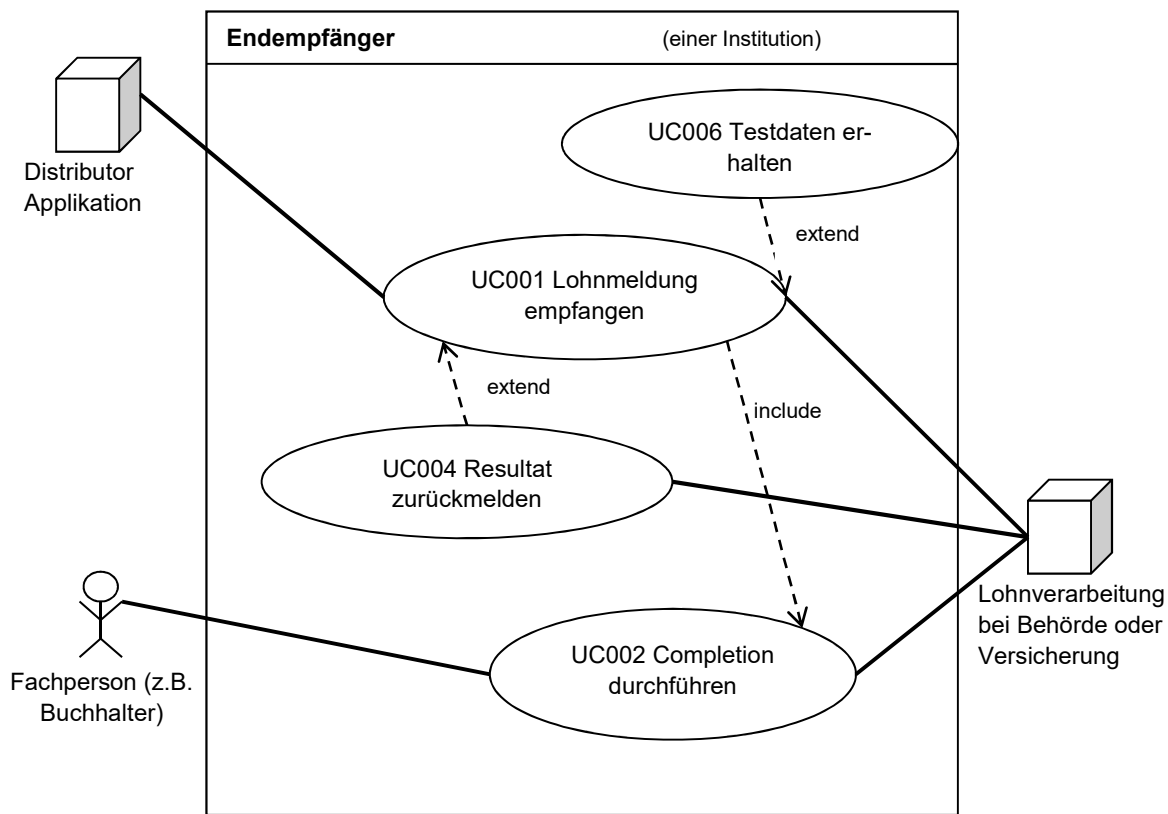 Endempfänger (einer Institution)
UC006 Testdaten er-
halten
Distributor
Applikation
extend
UC001 Lohnmeldung
empfangen
extend
include
UC004 Resultat
zurückmelden
Lohnverarbeitung
bei Behörde oder
Versicherung
UC002 Completion
durchführen
Fachperson (z.B.
Buchhalter)